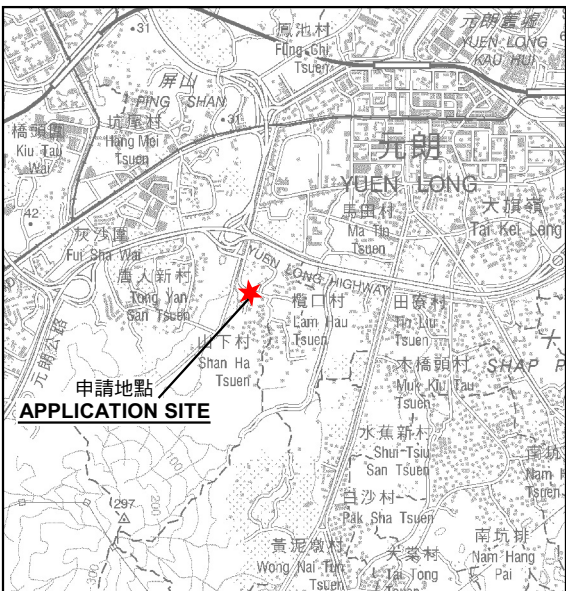 鳳池村
Fung Chi
Tsuen
元朗舊墟
YUEN LONG
KAU HUI
31
屏山
PING SHAN
31
坑尾村
Hang Mei
Tsuen
橋頭圍
Kiu Tau
Wai
42
灰沙圍
Fui Sha Wai
元朗
YUEN LONG
馬田村
Ma Tin
Tsuen
大旗嶺
Tai Kei Leng
YUEN LONG HIGHWAY
唐人新村
Tong Yan
San Tsuen
欖口村
Lam Hau
Tsuen
田寮村
Tin Liu
Tsuen
元朗公路
山下村
Shan Ha
Tsuen
木橋頭村
Muk Kiu Tau
Tsuen
十
SHAP P
申請地點
APPLICATION SITE
水蕉新村
Shui Tsiu
San Tsuen
南坑
Nam H
Tsuen
100
200
297
300
白沙村
Pak Sha Tsuen
黃泥墩村
Wong Nai Tun
Tsuen
大棠村
Tai Tong
Tsuen
南坑排
Nam Hang
Pai